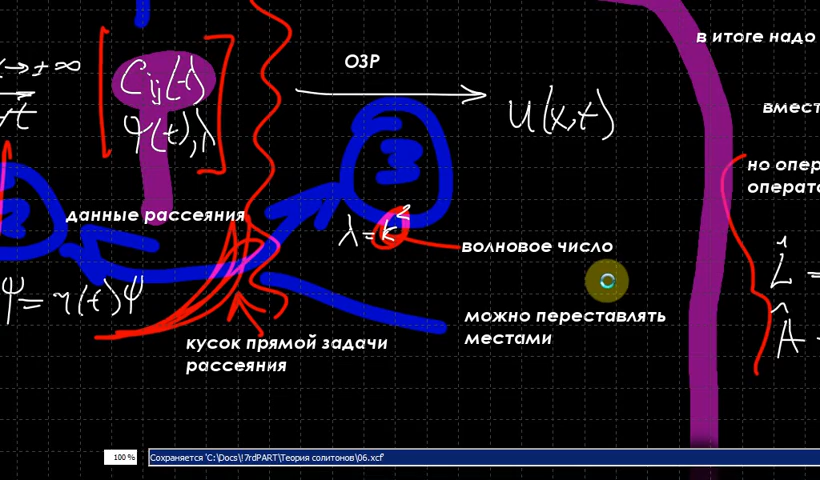 в итоге надо
x→±∞
Cij(t)
ОЗР
U(x,t)
вмест
ψ(t),λ
но опер
операто
данные рассеяния
λ=k²
волновое число
L̂ =
ψ=η(t)ψ
можно переставлять
местами
Â
кусок прямой задачи
рассеяния
100 %
Сохраняется 'C:\Docs\!7rdPART\Теория солитонов\06.xcf'